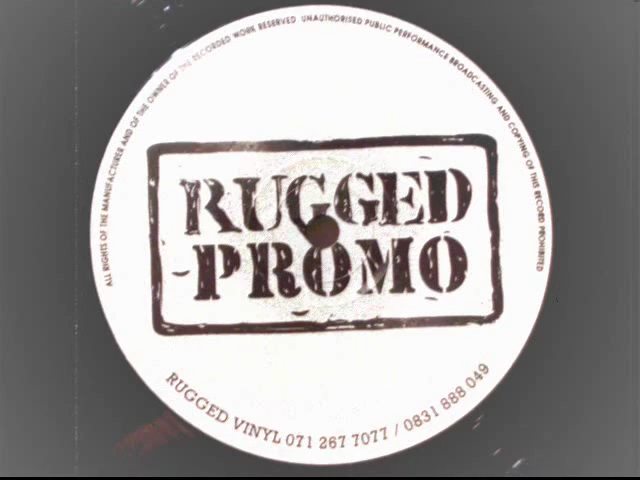 ALL RIGHTS OF THE MANUFACTURER AND OF THE OWNER OF THE RECORDED WORK RESERVED UNAUTHORISED PUBLIC PERFORMANCE BROADCASTING AND COPYING OF THIS RECORD PROHIBITED
RUGGED
PROMO
RUGGED VINYL 071 267 7077 / 0831 888 049